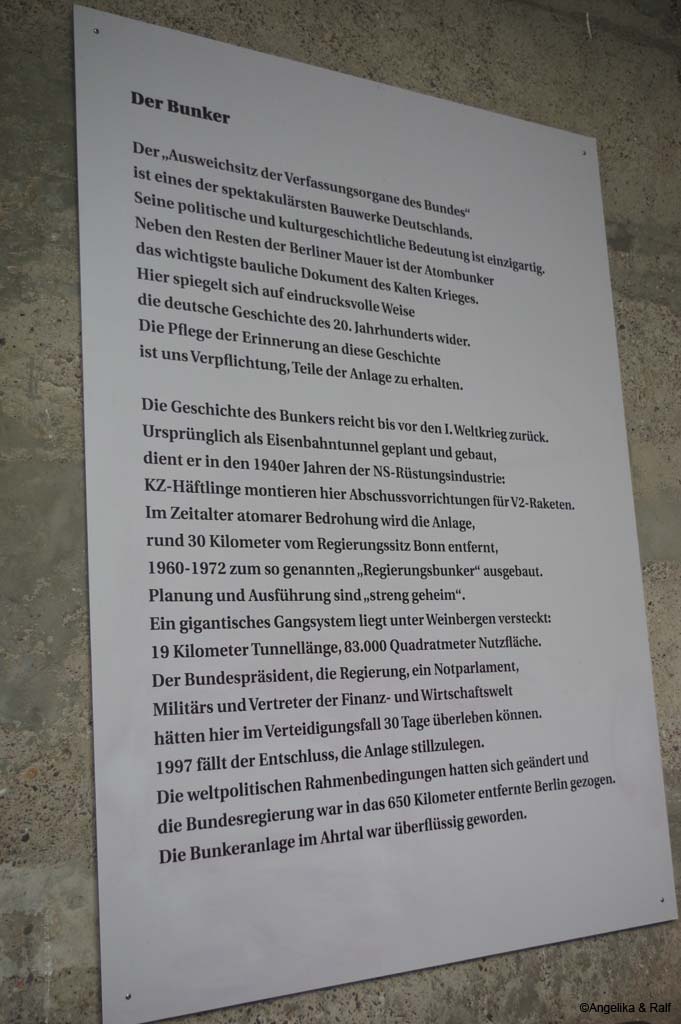 Der Bunker
Der „Ausweichsitz der Verfassungsorgane des Bundes“
ist eines der spektakulärsten Bauwerke Deutschlands.
Seine politische und kulturgeschichtliche Bedeutung ist einzigartig.
Neben den Resten der Berliner Mauer ist der Atombunker
das wichtigste bauliche Dokument des Kalten Krieges.
Hier spiegelt sich auf eindrucksvolle Weise
die deutsche Geschichte des 20. Jahrhunderts wider.
Die Pflege der Erinnerung an diese Geschichte
ist uns Verpflichtung, Teile der Anlage zu erhalten.
Die Geschichte des Bunkers reicht bis vor den I. Weltkrieg zurück.
Ursprünglich als Eisenbahntunnel geplant und gebaut,
dient er in den 1940er Jahren der NS-Rüstungsindustrie:
KZ-Häftlinge montieren hier Abschussvorrichtungen für V2-Raketen.
Im Zeitalter atomarer Bedrohung wird die Anlage,
rund 30 Kilometer vom Regierungssitz Bonn entfernt,
1960-1972 zum so genannten „Regierungsbunker“ ausgebaut.
Planung und Ausführung sind „streng geheim“.
Ein gigantisches Gangsystem liegt unter Weinbergen versteckt:
19 Kilometer Tunnellänge, 83.000 Quadratmeter Nutzfläche.
Der Bundespräsident, die Regierung, ein Notparlament,
Militärs und Vertreter der Finanz- und Wirtschaftswelt
hätten hier im Verteidigungsfall 30 Tage überleben können.
1997 fällt der Entschluss, die Anlage stillzulegen.
Die weltpolitischen Rahmenbedingungen hatten sich geändert und
die Bundesregierung war in das 650 Kilometer entfernte Berlin gezogen.
Die Bunkeranlage im Ahrtal war überflüssig geworden.
©Angelika & Ralf